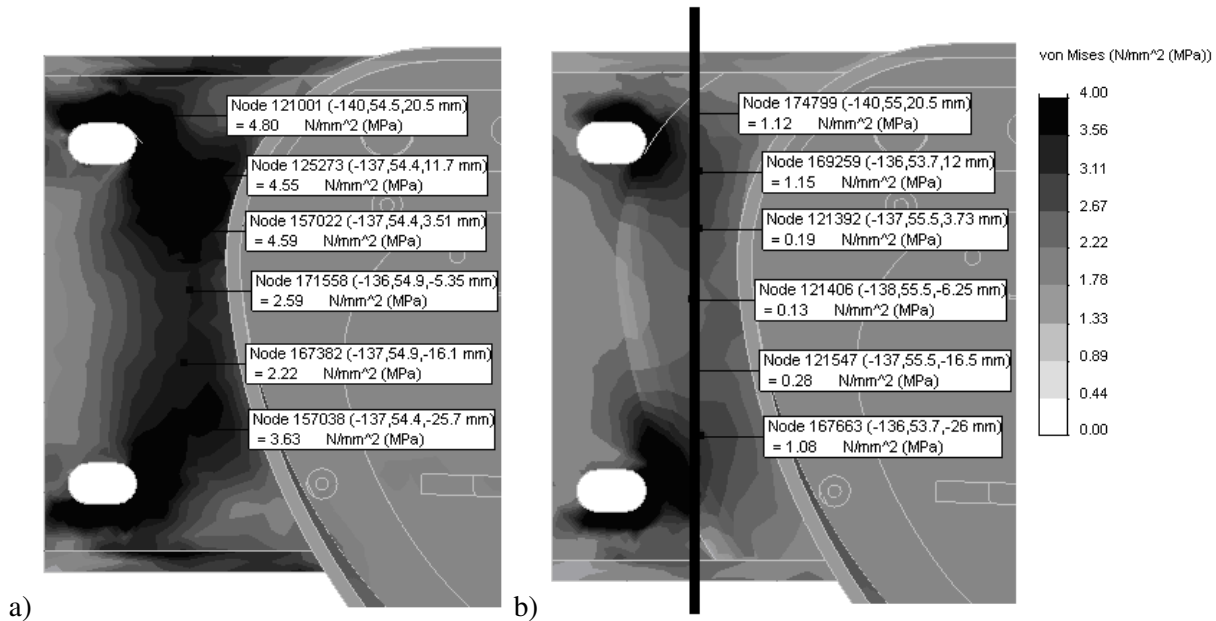 Node 121001 (-140,54.5,20.5 mm)
= 4.80 N/mm^2 (MPa)
Node 125273 (-137,54.4,11.7 mm)
= 4.55 N/mm^2 (MPa)
Node 157022 (-137,54.4,3.51 mm)
= 4.59 N/mm^2 (MPa)
Node 171558 (-136,54.9,-5.35 mm)
= 2.59 N/mm^2 (MPa)
Node 167382 (-137,54.9,-16.1 mm)
= 2.22 N/mm^2 (MPa)
Node 157038 (-137,54.4,-25.7 mm)
= 3.63 N/mm^2 (MPa)
a)
Node 174799 (-140,55,20.5 mm)
= 1.12 N/mm^2 (MPa)
Node 169259 (-136,53.7,12 mm)
= 1.15 N/mm^2 (MPa)
Node 121392 (-137,55.5,3.73 mm)
= 0.19 N/mm^2 (MPa)
Node 121406 (-138,55.5,-6.25 mm)
= 0.13 N/mm^2 (MPa)
Node 121547 (-137,55.5,-16.5 mm)
= 0.28 N/mm^2 (MPa)
Node 167663 (-136,53.7,-26 mm)
= 1.08 N/mm^2 (MPa)
b)
von Mises (N/mm^2 (MPa))
4.00
3.56
3.11
2.67
2.22
1.78
1.33
0.89
0.44
0.00